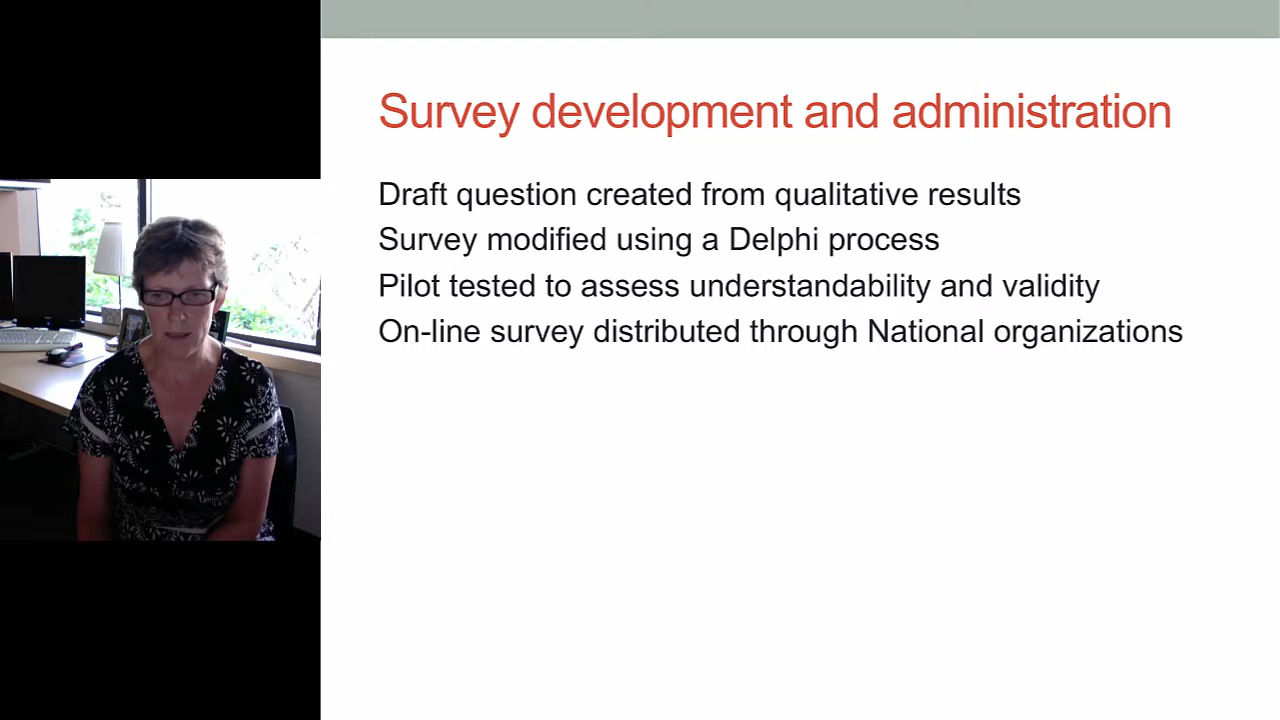 Survey development and administration
Draft question created from qualitative results
Survey modified using a Delphi process
Pilot tested to assess understandability and validity
On-line survey distributed through National organizations